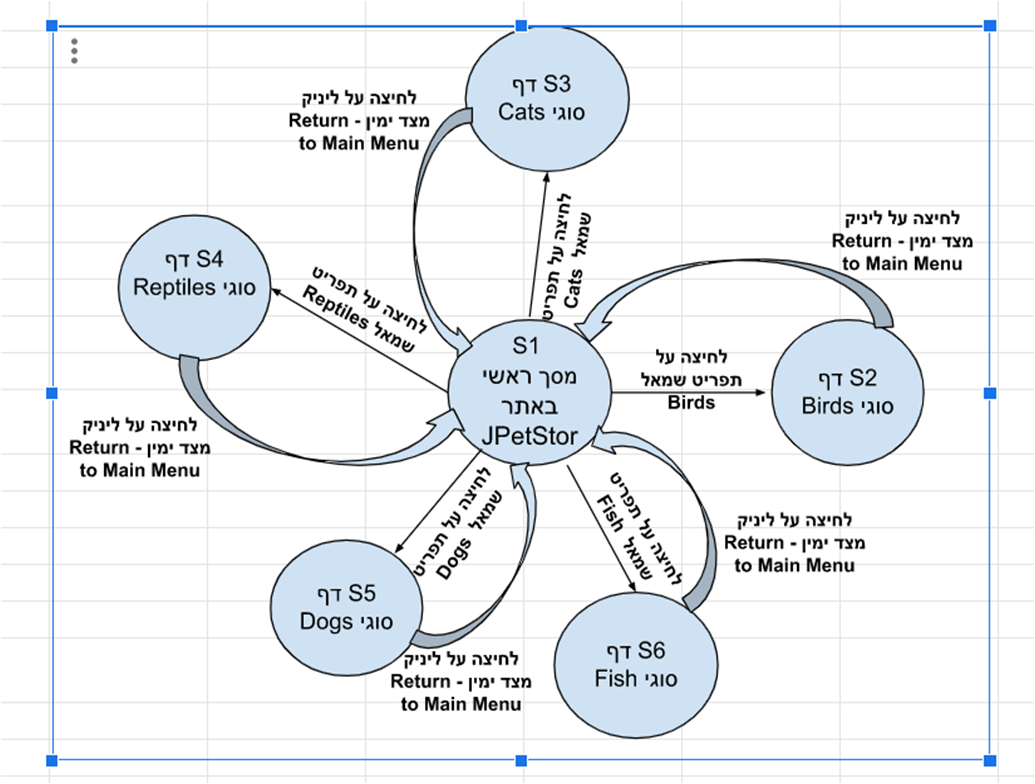 S3 דף
סוגי Cats
לחיצה על ליניק
מצד ימין - Return
to Main Menu
לחיצה על תפריט
שמאל Cats
לחיצה על ליניק
מצד ימין - Return
to Main Menu
S4 דף
סוגי Reptiles
לחיצה על תפריט
שמאל Reptiles
S1
מסך ראשי
באתר
JPetStor
לחיצה על
תפריט שמאל
Birds
S2 דף
סוגי Birds
לחיצה על ליניק
מצד ימין - Return
to Main Menu
לחיצה על תפריט
שמאל Dogs
לחיצה על תפריט
שמאל Fish
לחיצה על ליניק
מצד ימין - Return
to Main Menu
S5 דף
סוגי Dogs
לחיצה על ליניק
מצד ימין - Return
to Main Menu
S6 דף
סוגי Fish